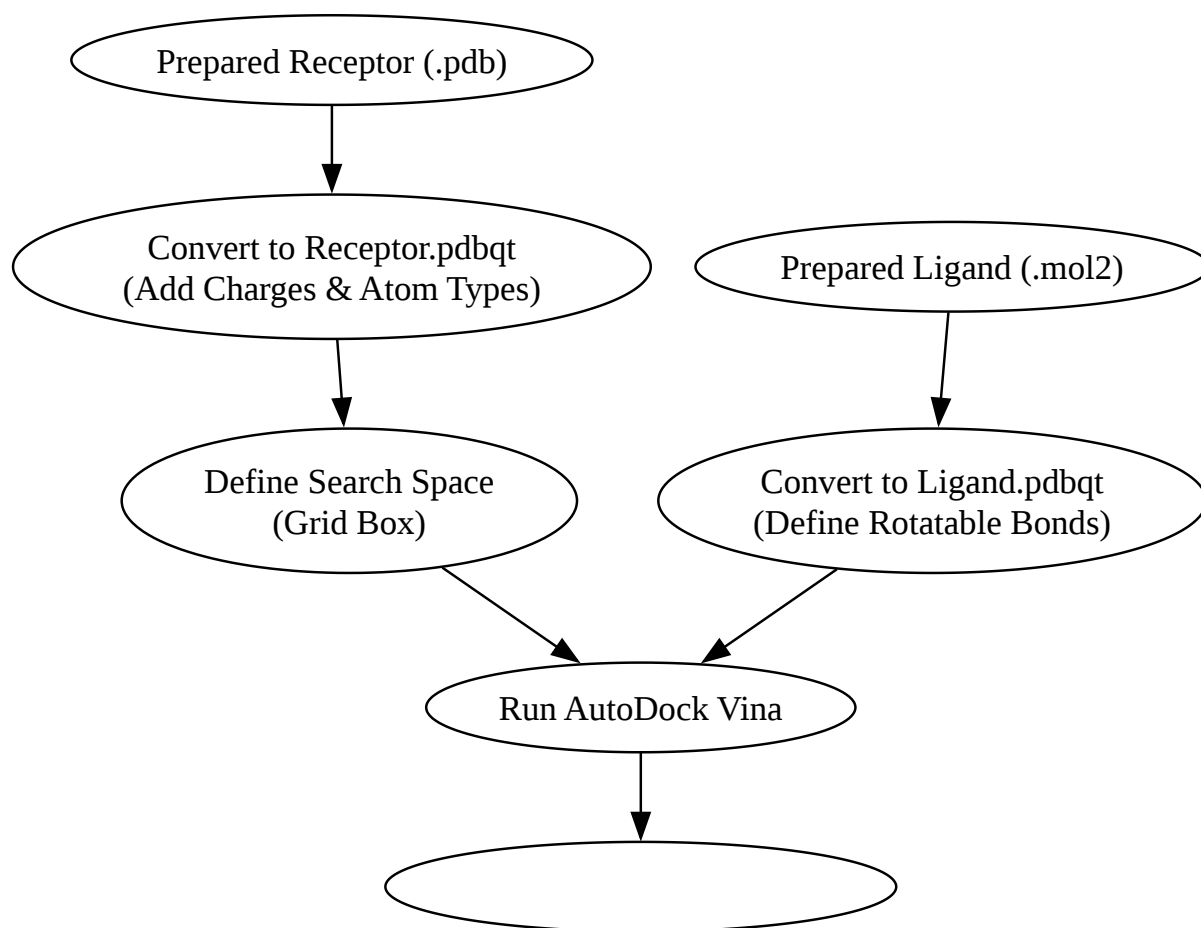 Prepared Receptor (.pdb)
Convert to Receptor.pdbqt
(Add Charges & Atom Types)
Prepared Ligand (.mol2)
Define Search Space
(Grid Box)
Convert to Ligand.pdbqt
(Define Rotatable Bonds)
Run AutoDock Vina